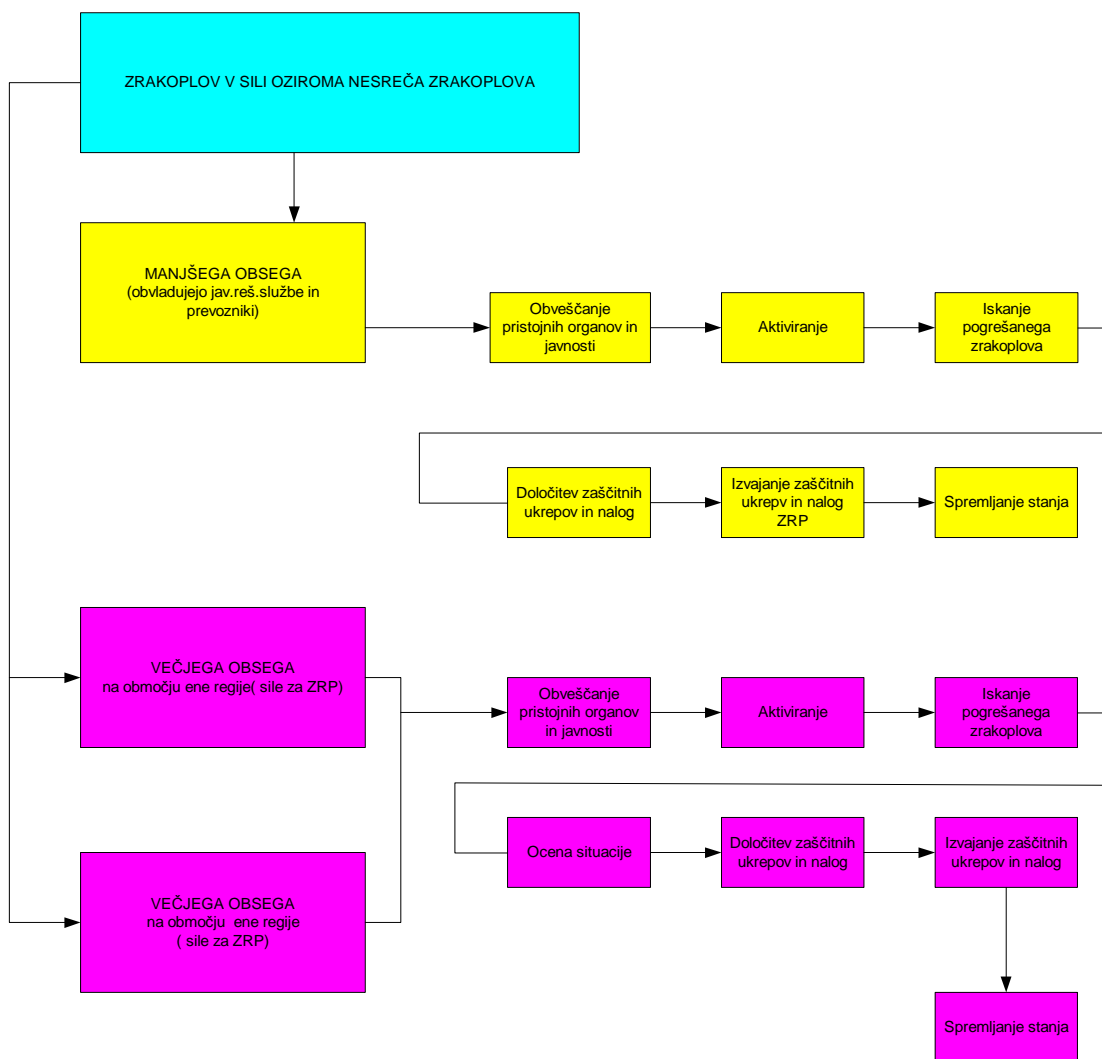 ZRAKOPLOV V SILI OZIROMA NESREČA ZRAKOPLOVA
MANJŠEGA OBSEGA
(obvladujejo jav.reš.službe in
prevozniki)
Obveščanje
pristojnih organov in
javnosti
Aktiviranje
Iskanje
pogrešanega
zrakoplova
Določitev zaščitnih
ukrepov in nalog
Izvajanje zaščitnih
ukrepv in nalog
ZRP
Spremljanje stanja
VEČJEGA OBSEGA
na območju ene regije( sile za ZRP)
Obveščanje
pristojnih organov
in javnosti
Aktiviranje
Iskanje
pogrešanega
zrakoplova
Ocena situacije
Določitev zaščitnih
ukrepov in nalog
Izvajanje zaščitnih
ukrepov in nalog
VEČJEGA OBSEGA
na območju  ene regije
( sile za ZRP)
Spremljanje stanja